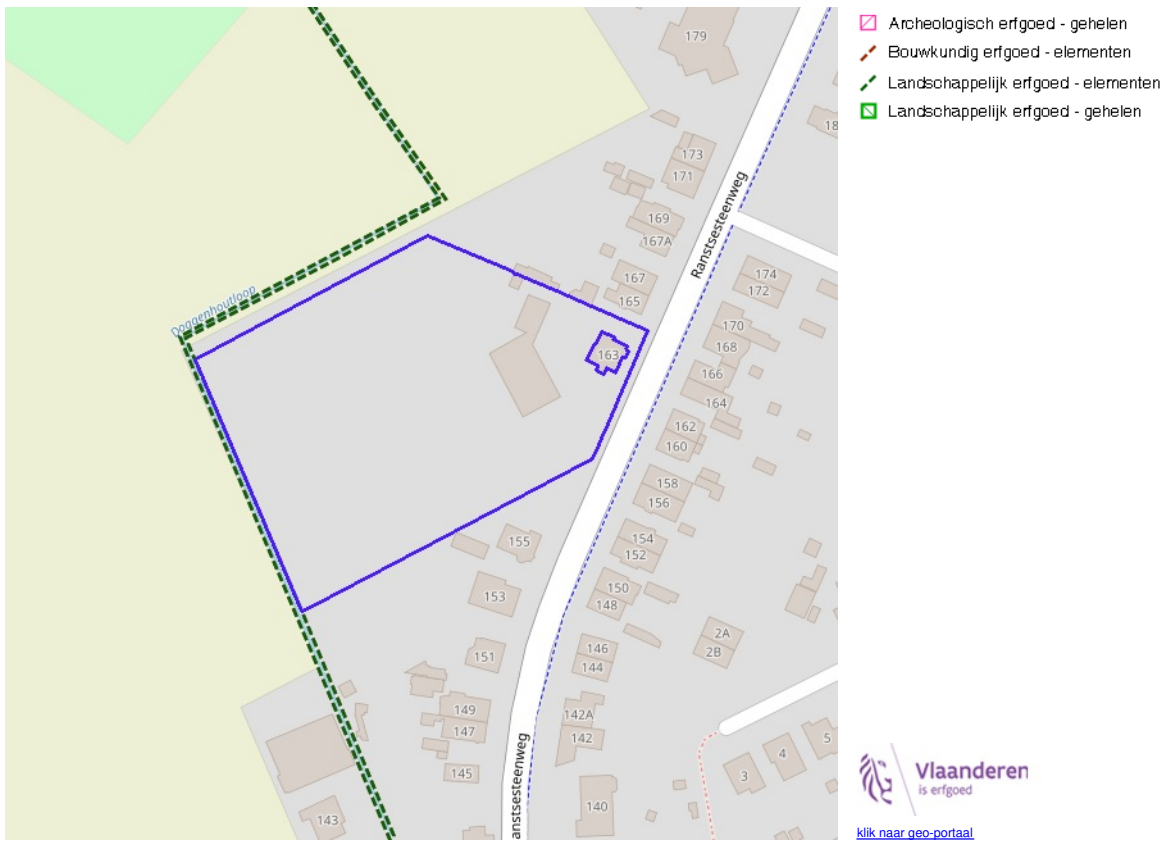 Archeologisch erfgoed - gehelen
Bouwkundig erfgoed - elementen
Landschappelijk erfgoed - elementen
Landschappelijk erfgoed - gehelen
179
18
173
171
Ranstsesteenweg
169
167A
174
172
167
165
Doggenhoutloop
170
168
163
166
164
162
160
158
156
155
154
152
153
150
148
2A
2B
151
146
144
149
147
142A
142
5
4
3
145
anstsesteenweg
140
143
Vlaanderen
is erfgoed
klik naar geo-portaal